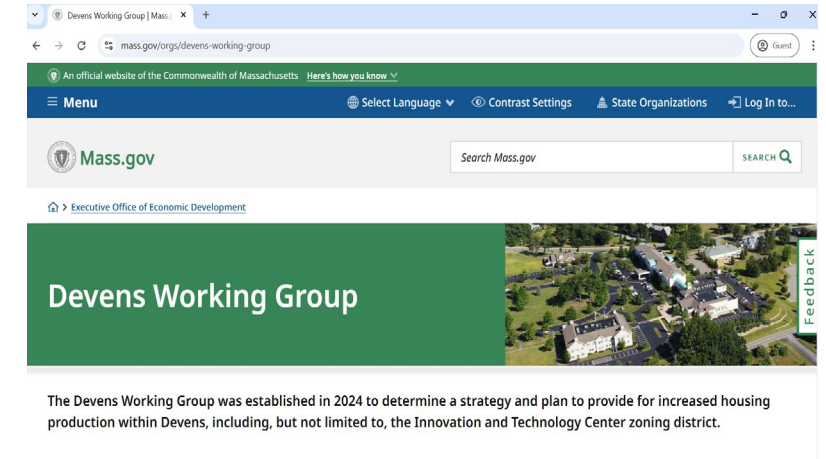 Devens Working Group | Mass.g
mass.gov/orgs/devens-working-group
Guest
An official website of the Commonwealth of Massachusetts Here's how you know
Menu
Select Language
Contrast Settings
State Organizations
Log In to...
Mass.gov
Search Mass.gov
SEARCH
> Executive Office of Economic Development
Devens Working Group
Feedback
The Devens Working Group was established in 2024 to determine a strategy and plan to provide for increased housing
production within Devens, including, but not limited to, the Innovation and Technology Center zoning district.